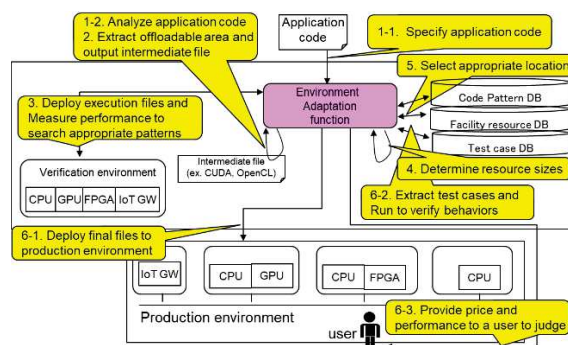 1-2. Analyze application code
2. Extract offloadable area and
output intermediate file
Application
code
1-1. Specify application code
5. Select appropriate location
Code Pattern DB
Facility resource DB
Test case DB
Environment
Adaptation
function
3. Deploy execution files and
Measure performance to
search appropriate patterns
Intermediate file
(ex. CUDA, OpenCL)
4. Determine resource sizes
Verification environment
CPU GPU FPGA IoT GW
6-2. Extract test cases and
Run to verify behaviors
6-1. Deploy final files to
production environment
IoT GW
CPU GPU
CPU FPGA
CPU
Production environment
user
6-3. Provide price and
performance to a user to judge